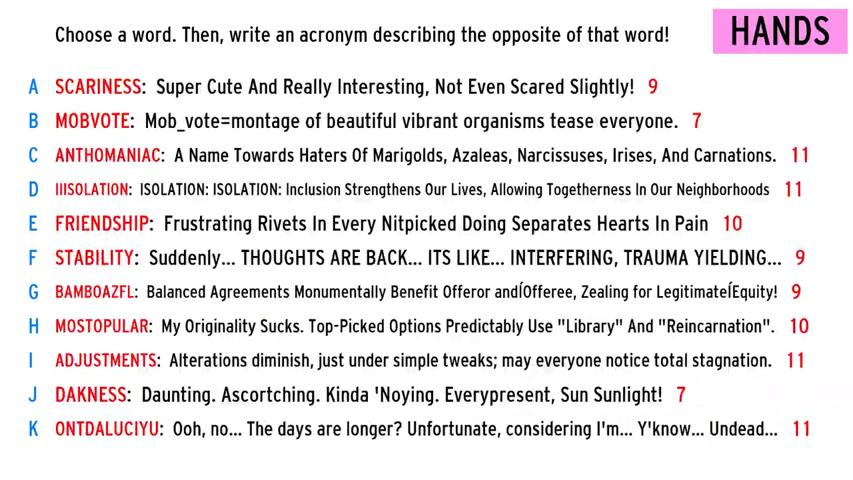 Choose a word. Then, write an acronym describing the opposite of that word!
HANDS
A SCARINESS: Super Cute And Really Interesting, Not Even Scared Slightly! 9
B MOBVOTE: Mob_vote=montage of beautiful vibrant organisms tease everyone. 7
C ANTHOMANIAC: A Name Towards Haters Of Marigolds, Azaleas, Narcissuses, Irises, And Carnations. 11
D IIISOLATION: ISOLATION: ISOLATION: Inclusion Strengthens Our Lives, Allowing Togetherness In Our Neighborhoods 11
E FRIENDSHIP: Frustrating Rivets In Every Nitpicked Doing Separates Hearts In Pain 10
F STABILITY: Suddenly... THOUGHTS ARE BACK... ITS LIKE... INTERFERING, TRAUMA YIELDING... 9
G BAMBOAZFL: Balanced Agreements Monumentally Benefit Offeror andÍOfferee, Zealing for LegitimateÍEquity! 9
H MOSTOPULAR: My Originality Sucks. Top-Picked Options Predictably Use "Library" And "Reincarnation". 10
I ADJUSTMENTS: Alterations diminish, just under simple tweaks; may everyone notice total stagnation. 11
J DAKNESS: Daunting. Ascortching. Kinda 'Noying. Everypresent, Sun Sunlight! 7
K ONTDALUCIYU: Ooh, no... The days are longer? Unfortunate, considering I'm... Y'know... Undead... 11